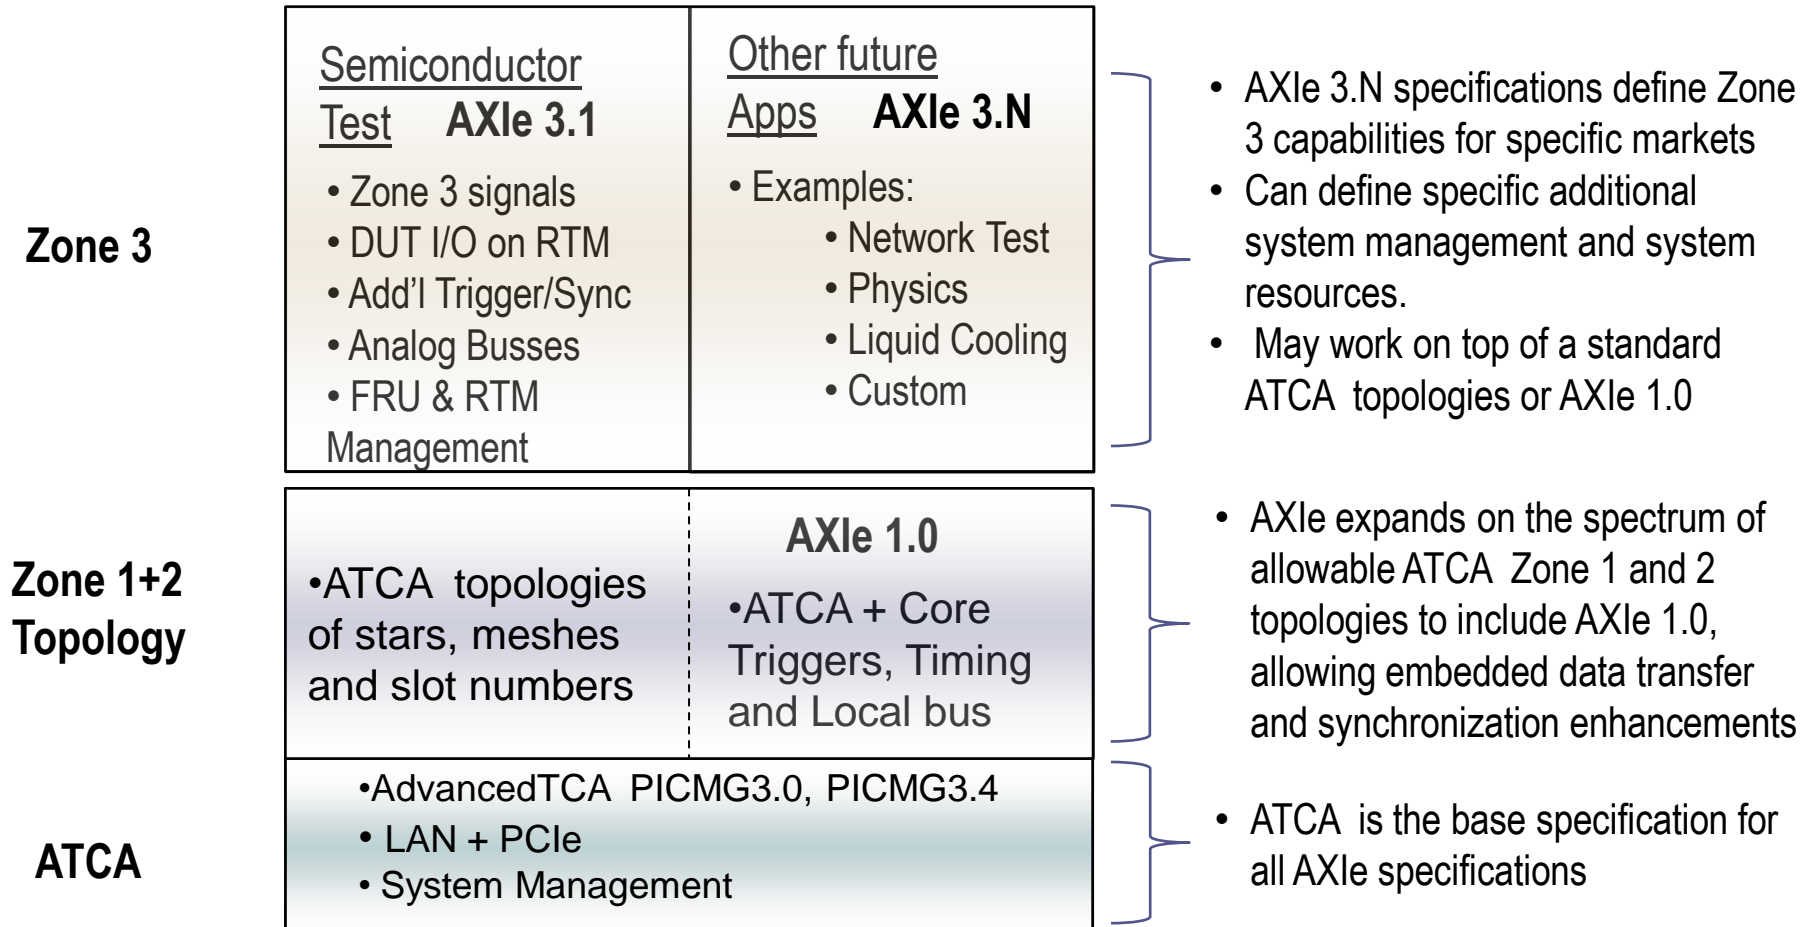 Zone 3
Semiconductor
Test AXIe 3.1
• Zone 3 signals
• DUT I/O on RTM
• Add’l Trigger/Sync
• Analog Busses
• FRU & RTM
Management
Other future
Apps AXIe 3.N
• Examples:
• Network Test
• Physics
• Liquid Cooling
• Custom
• AXIe 3.N specifications define Zone
3 capabilities for specific markets
• Can define specific additional
system management and system
resources.
• May work on top of a standard
ATCA topologies or AXIe 1.0
Zone 1+2
Topology
•ATCA topologies
of stars, meshes
and slot numbers
AXIe 1.0
•ATCA + Core
Triggers, Timing
and Local bus
• AXIe expands on the spectrum of
allowable ATCA Zone 1 and 2
topologies to include AXIe 1.0,
allowing embedded data transfer
and synchronization enhancements
ATCA
•AdvancedTCA PICMG3.0, PICMG3.4
• LAN + PCIe
• System Management
• ATCA is the base specification for
all AXIe specifications